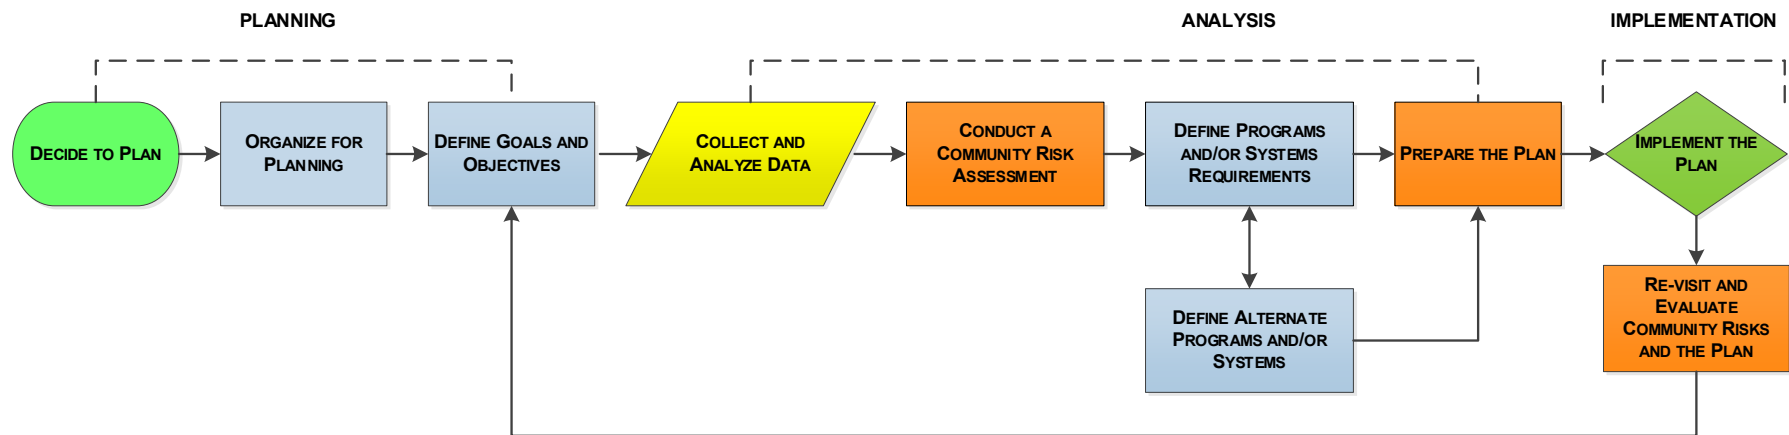 PLANNING
ANALYSIS
IMPLEMENTATION
DECIDE TO PLAN
ORGANIZE FOR
PLANNING
DEFINE GOALS AND
OBJECTIVES
COLLECT AND
ANALYZE DATA
CONDUCT A
COMMUNITY RISK
ASSESSMENT
DEFINE PROGRAMS
AND/OR SYSTEMS
REQUIREMENTS
PREPARE THE PLAN
IMPLEMENT THE
PLAN
DEFINE ALTERNATE
PROGRAMS AND/OR
SYSTEMS
RE-VISIT AND
EVALUATE
COMMUNITY RISKS
AND THE PLAN